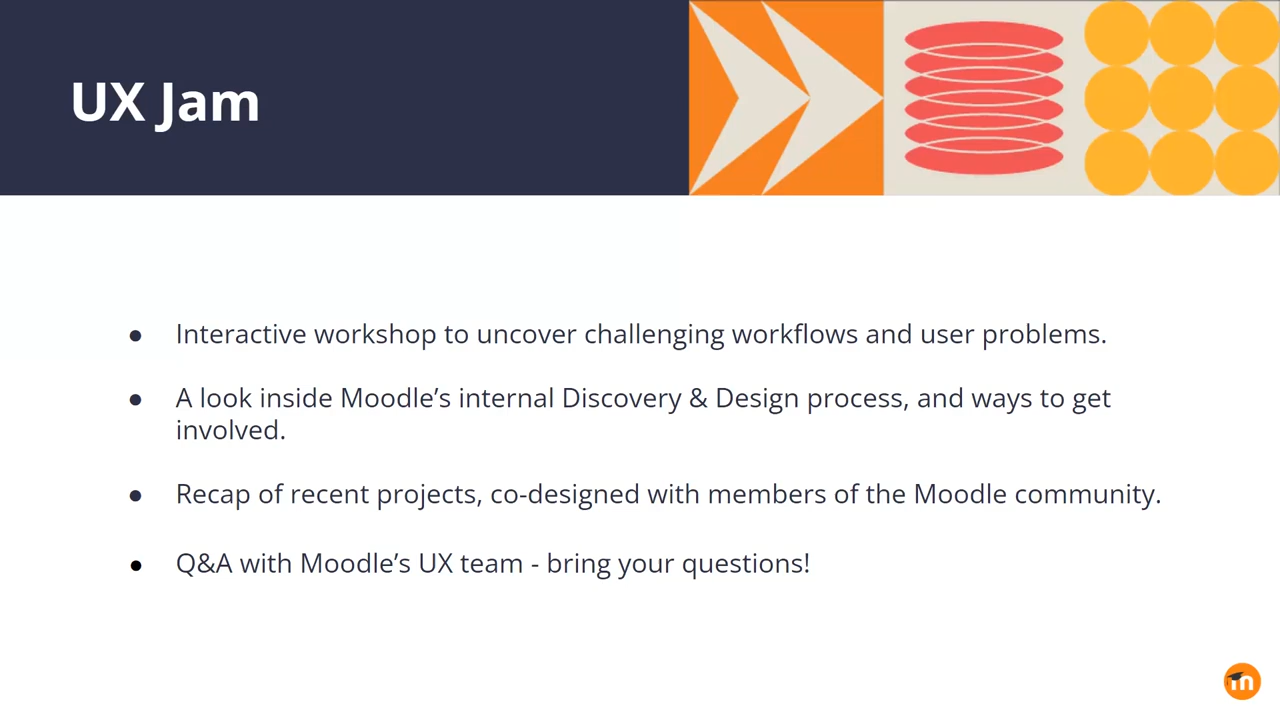 UX Jam
● Interactive workshop to uncover challenging workflows and user problems.
● A look inside Moodle’s internal Discovery & Design process, and ways to get
involved.
● Recap of recent projects, co-designed with members of the Moodle community.
● Q&A with Moodle’s UX team - bring your questions!
m